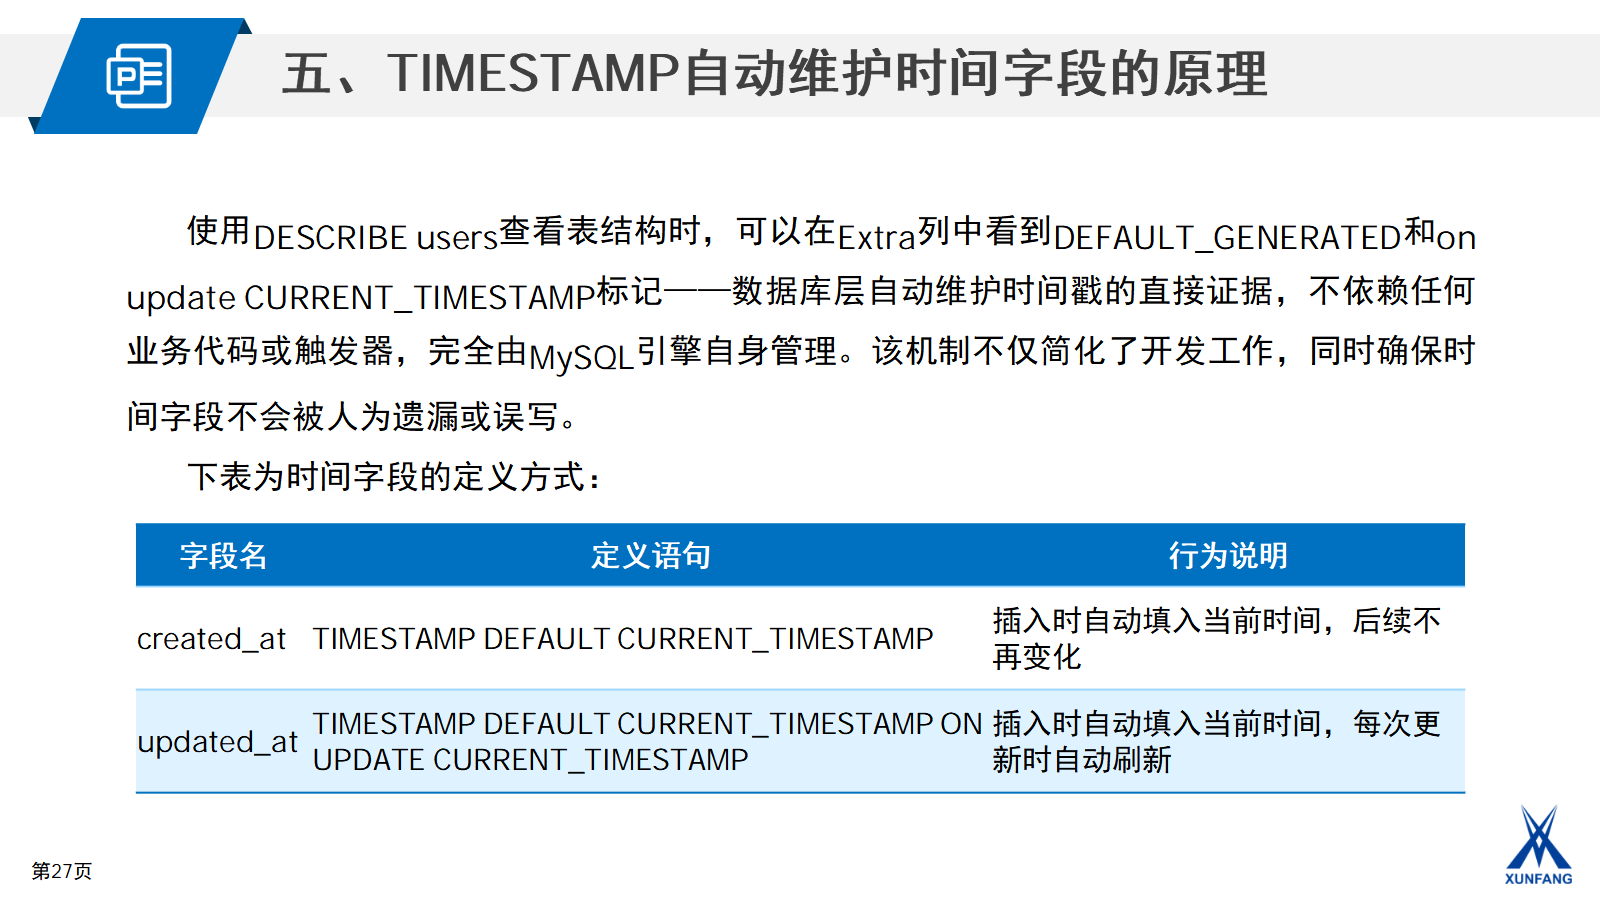 五、TIMESTAMP自动维护时间字段的原理
使用DESCRIBE users查看表结构时，可以在Extra列中看到DEFAULT_GENERATED和on
update CURRENT_TIMESTAMP标记——数据库层自动维护时间戳的直接证据，不依赖任何
业务代码或触发器，完全由MySQL引擎自身管理。该机制不仅简化了开发工作，同时确保时
间字段不会被人为遗漏或误写。
下表为时间字段的定义方式：
字段名 定义语句 行为说明
created_at TIMESTAMP DEFAULT CURRENT_TIMESTAMP 插入时自动填入当前时间，后续不
再变化
updated_at TIMESTAMP DEFAULT CURRENT_TIMESTAMP ON 插入时自动填入当前时间，每次更
UPDATE CURRENT_TIMESTAMP 新时自动刷新
第27页
XUNFANG